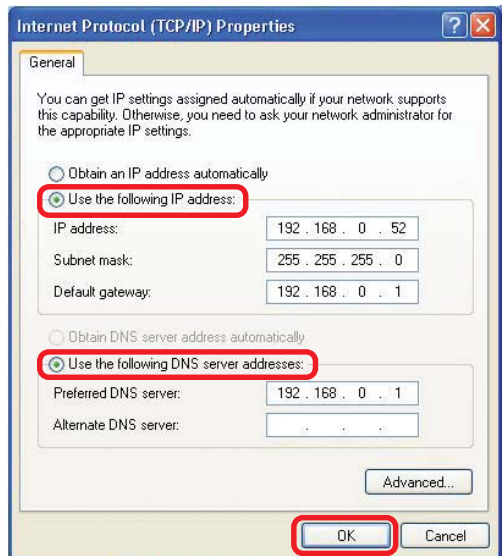 Internet Protocol (TCP/IP) Properties
General
You can get IP settings assigned automatically if your network supports
this capability. Otherwise, you need to ask your network administrator for
the appropriate IP settings.
Obtain an IP address automatically
Use the following IP address:
IP address: 192 . 168 . 0 . 52
Subnet mask: 255 . 255 . 255 . 0
Default gateway: 192 . 168 . 0 . 1
Obtain DNS server address automatically
Use the following DNS server addresses:
Preferred DNS server: 192 . 168 . 0 . 1
Alternate DNS server: . . .
Advanced...
OK Cancel